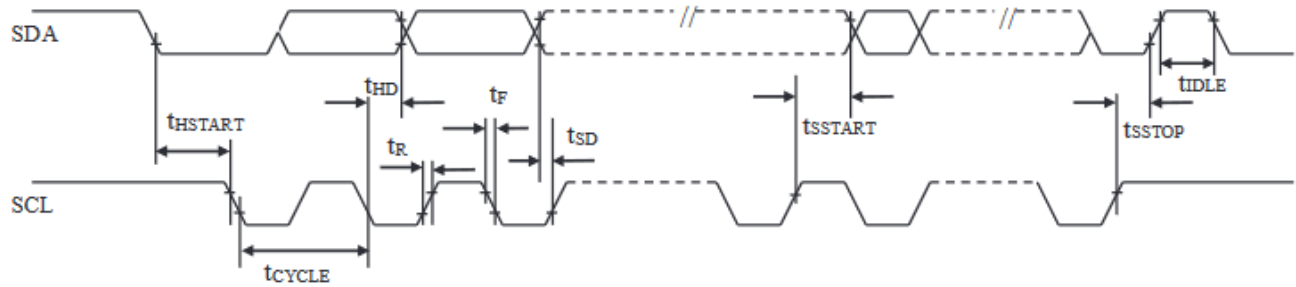 SDA
tHD
tF
tIDLE
tHSTART
tR
tSD
tSSTART
tSSTOP
SCL
tCYCLE